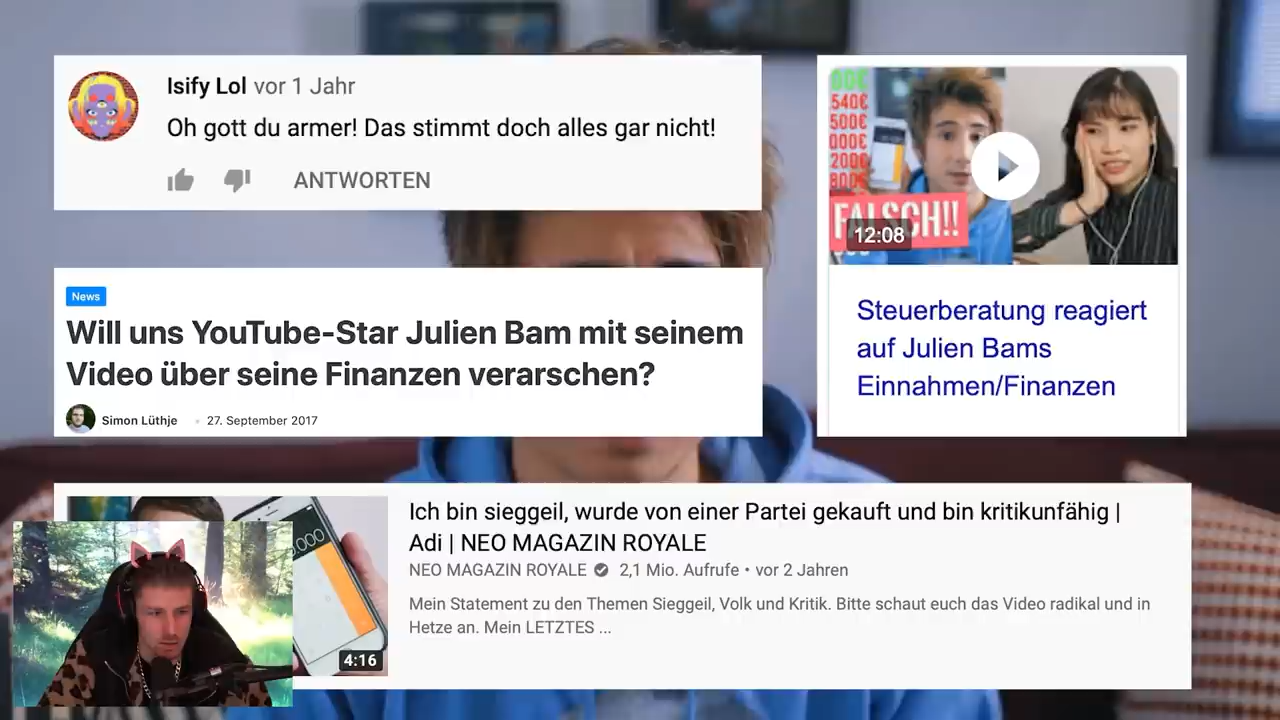 Isify Lol vor 1 Jahr
Oh gott du armer! Das stimmt doch alles gar nicht!
ANTWORTEN
540€
500€
FALSCH!!
12:08
Steuerberatung reagiert
auf Julien Bams
Einnahmen/Finanzen
News
Will uns YouTube-Star Julien Bam mit seinem
Video über seine Finanzen verarschen?
Simon Lüthje • 27. September 2017
Ich bin sieggeil, wurde von einer Partei gekauft und bin kritikunfähig |
Adi | NEO MAGAZIN ROYALE
NEO MAGAZIN ROYALE 2,1 Mio. Aufrufe • vor 2 Jahren
Mein Statement zu den Themen Sieggeil, Volk und Kritik. Bitte schaut euch das Video radikal und in
Hetze an. Mein LETZTES ...
4:16